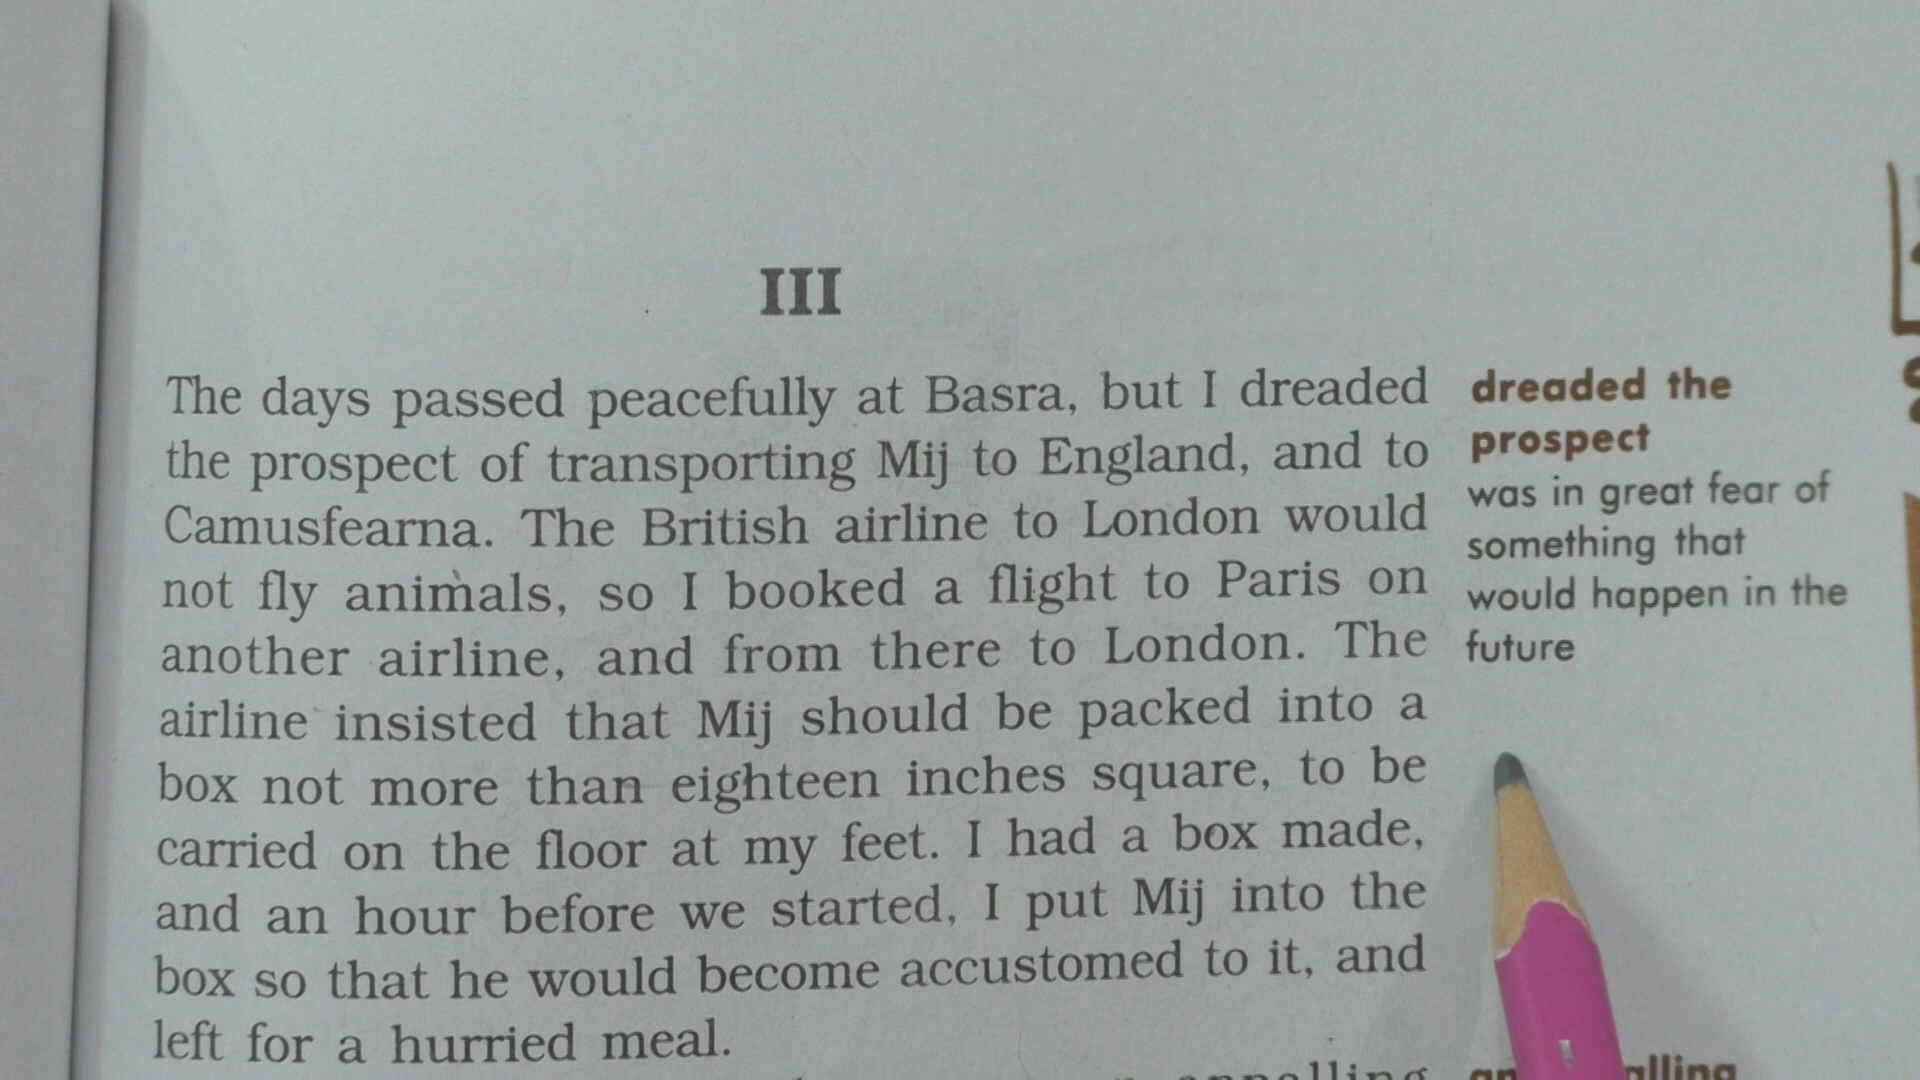 III
The days passed peacefully at Basra, but I dreaded
the prospect of transporting Mij to England, and to
Camusfearna. The British airline to London would
not fly animals, so I booked a flight to Paris on
another airline, and from there to London. The
airline insisted that Mij should be packed into a
box not more than eighteen inches square, to be
carried on the floor at my feet. I had a box made,
and an hour before we started, I put Mij into the
box so that he would become accustomed to it, and
left for a hurried meal.
dreaded the
prospect
was in great fear of
something that
would happen in the
future